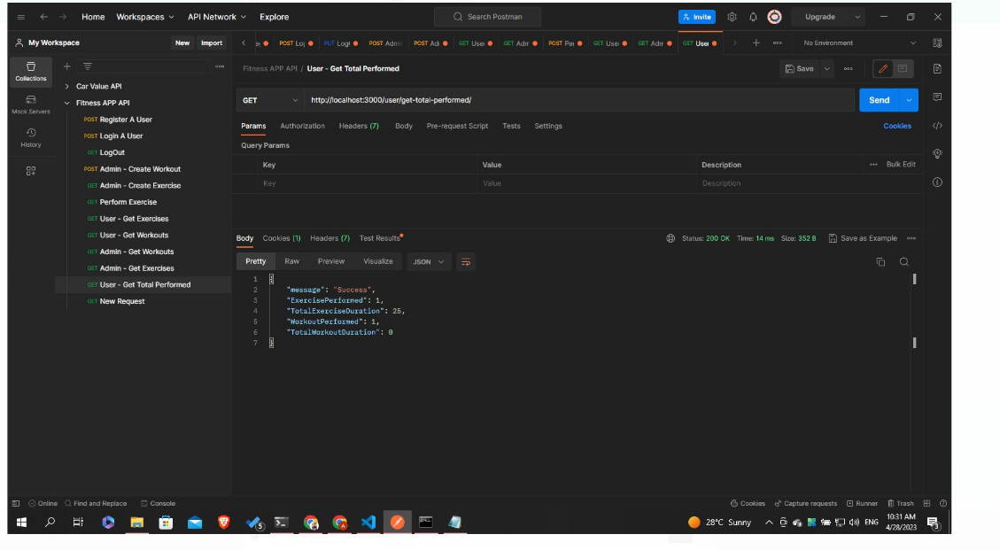 Home Workspaces API Network Explore Search Postman Invite Upgrade
My Workspace New Import POST Log PUT Log POST Admi POST Ad GET User GET Adm POST Per GET User GET Adm GET User No Environment
Collections
Mock Servers
History
Car Value API
Fitness APP API
POST Register A User
POST Login A User
GET LogOut
POST Admin - Create Workout
GET Admin - Create Exercise
GET Perform Exercise
GET User - Get Exercises
GET User - Get Workouts
GET Admin - Get Workouts
GET Admin - Get Exercises
GET User - Get Total Performed
GET New Request
Fitness APP API / User - Get Total Performed Save
GET http://localhost:3000/user/get-total-performed/ Send
Params Authorization Headers (7) Body Pre-request Script Tests Settings Cookies
Query Params
Key Value Description Bulk Edit
Key Value Description
Body Cookies (1) Headers (7) Test Results Status: 200 OK Time: 14 ms Size: 352 B Save as Example
Pretty Raw Preview Visualize JSON
1 {
2 "message": "Success",
3 "ExercisePerformed": 1,
4 "TotalExerciseDuration": 25,
5 "WorkoutPerformed": 1,
6 "TotalWorkoutDuration": 0
7 }
Online Find and Replace Console Cookies Capture requests Runner Trash
5 28°C Sunny ENG 10:31 AM
4/28/2023 3